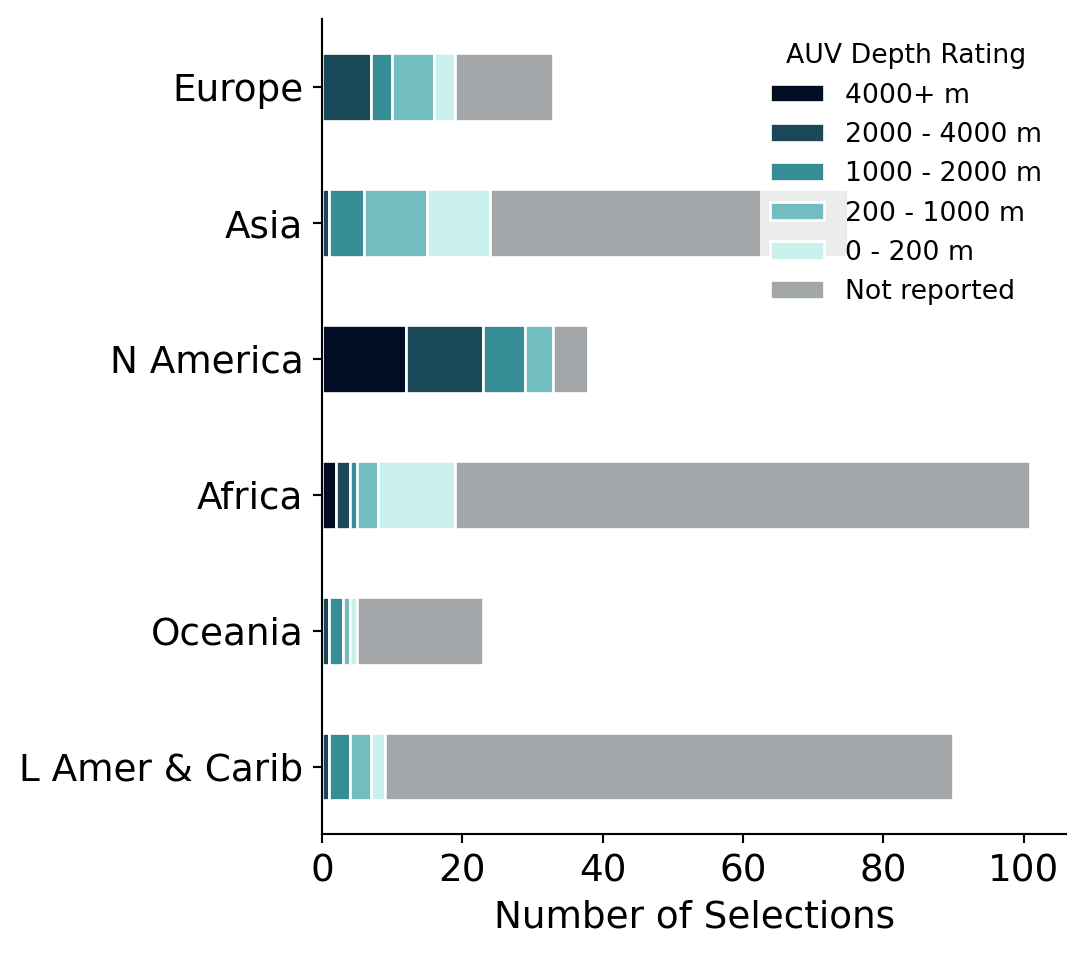 AUV Depth Rating
4000+ m
2000 - 4000 m
1000 - 2000 m
200 - 1000 m
0 - 200 m
Not reported
Europe
Asia
N America
Africa
Oceania
L Amer & Carib
0 20 40 60 80 100
Number of Selections